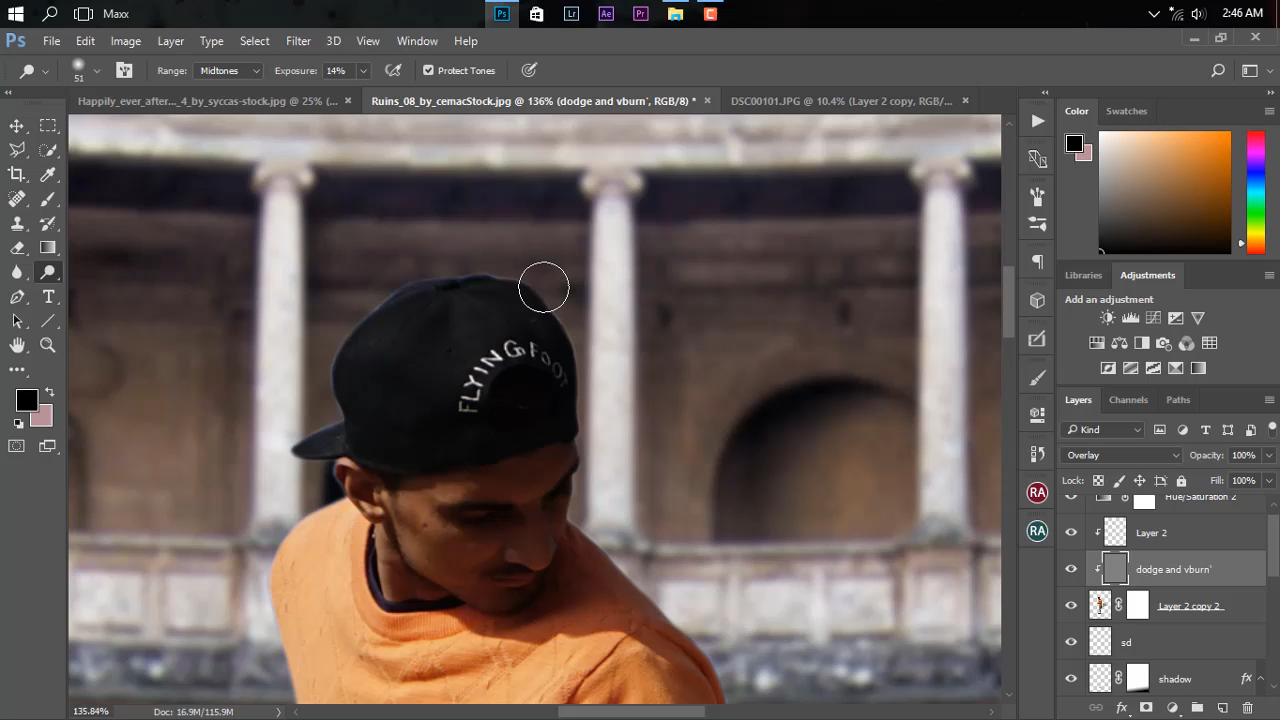 Maxx
2:46 AM
Ps
File Edit Image Layer Type Select Filter 3D View Window Help
51
Range: Midtones Exposure: 14% Protect Tones
Happily_ever_after..._4_by_syccas-stock.jpg @ 25% (... Ruins_08_by_cemacStock.jpg @ 136% (dodge and vburn', RGB/8) * DSC00101.JPG @ 10.4% (Layer 2 copy, RGB/...
Color Swatches
Libraries Adjustments
Add an adjustment
Layers Channels Paths
Kind
Overlay Opacity: 100%
Lock: Fill: 100%
Hue/Saturation 2
Layer 2
dodge and vburn'
Layer 2 copy 2
sd
shadow fx
RA
RA
FLYING FOOT
135.84% Doc: 16.9M/115.9M